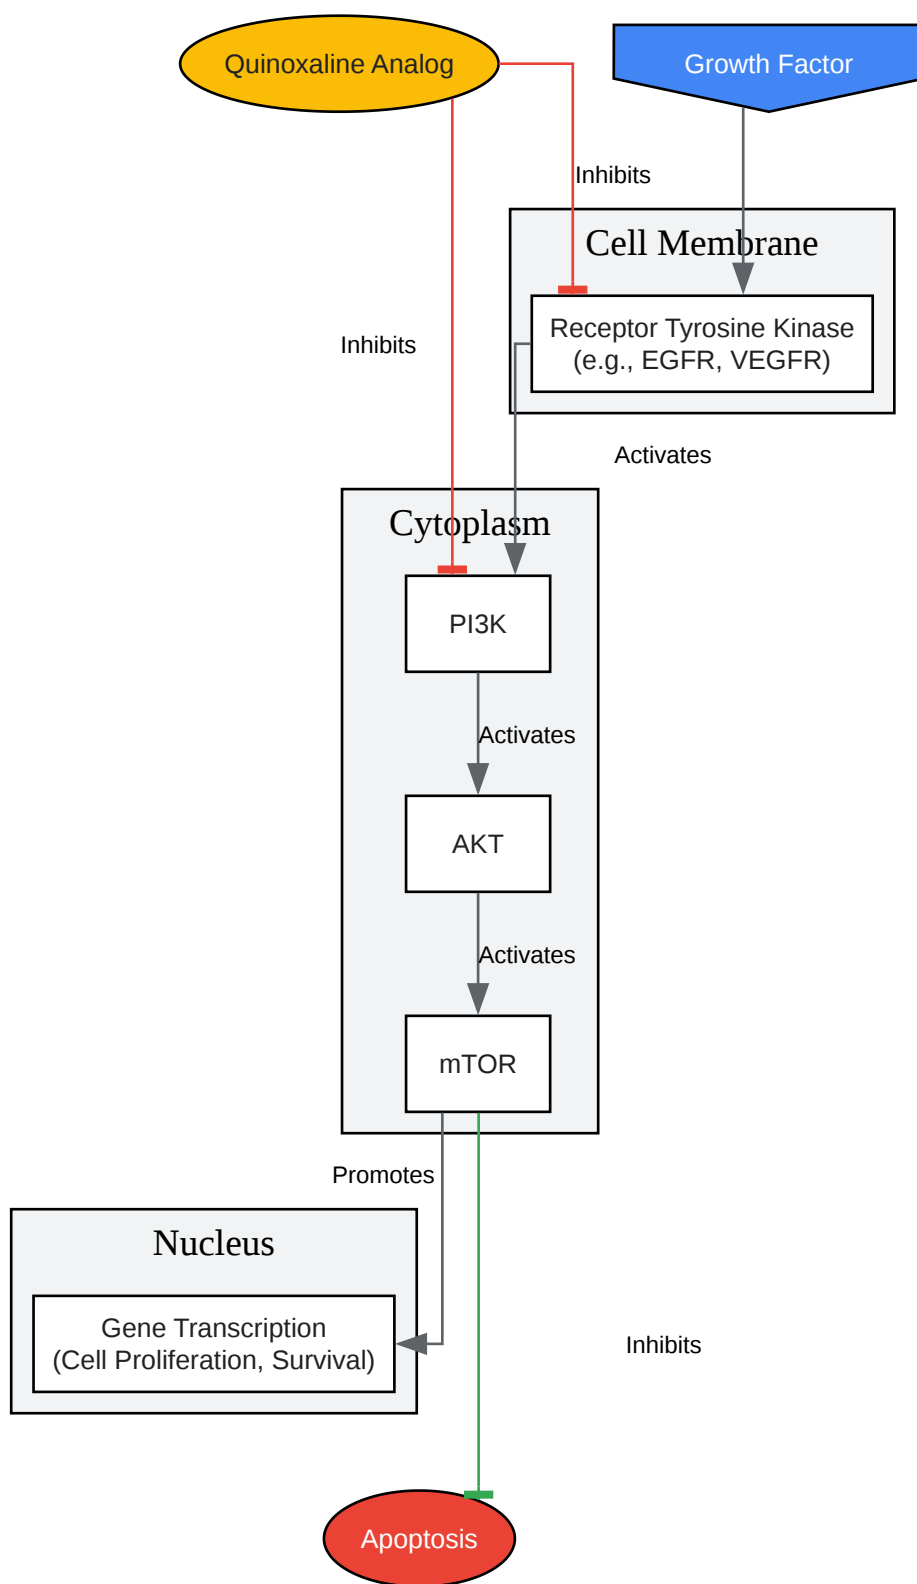 Quinoxaline Analog
Growth Factor
Inhibits
Cell Membrane
Receptor Tyrosine Kinase
(e.g., EGFR, VEGFR)
Inhibits
Activates
Cytoplasm
PI3K
Activates
AKT
Activates
mTOR
Promotes
Nucleus
Gene Transcription
(Cell Proliferation, Survival)
Inhibits
Apoptosis